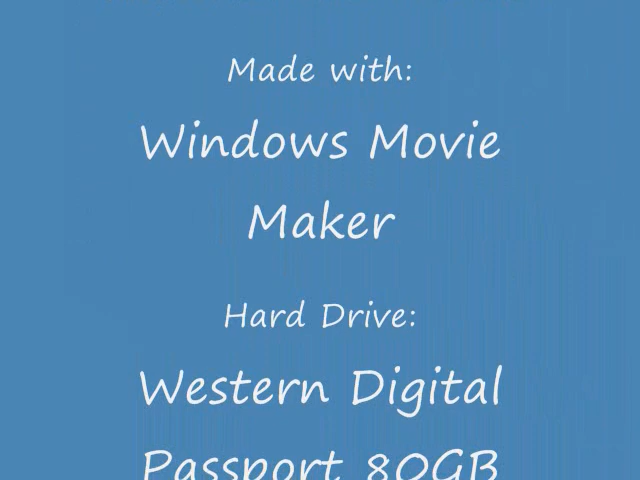 Made with:
Windows Movie
Maker
Hard Drive:
Western Digital
Passport 80GB